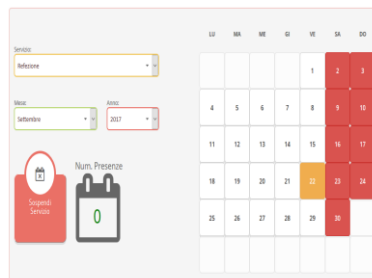 LU MA ME GI VE SA DO
Servizio:
Refezione
1 2 3
Mese: Anno:
Settembre 2017
4 5 6 7 8 9 10
11 12 13 14 15 16 17
Num. Presenze
18 19 20 21 22 23 24
Sospendi
Servizio
0
25 26 27 28 29 30